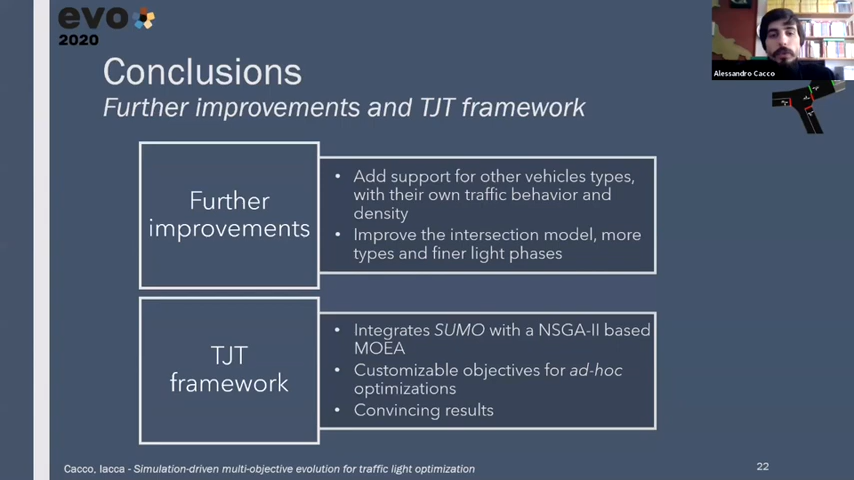 evo
2020
Alessandro Cacco
Conclusions
Further improvements and TJT framework
Further
improvements
• Add support for other vehicles types,
with their own traffic behavior and
density
• Improve the intersection model, more
types and finer light phases
TJT
framework
• Integrates SUMO with a NSGA-II based
MOEA
• Customizable objectives for ad-hoc
optimizations
• Convincing results
Cacco, Iacca - Simulation-driven multi-objective evolution for traffic light optimization
22